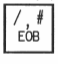 / , #
EOB